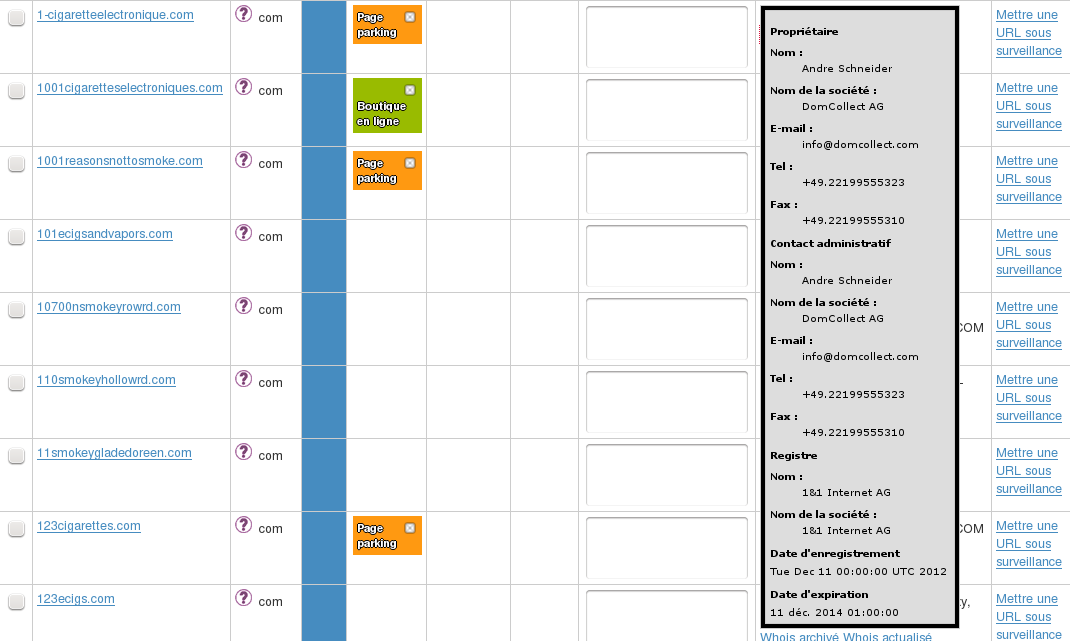 1-cigaretteelectronique.com
? com
Page parking
Mettre une URL sous surveillance
1001cigaretteselectroniques.com
? com
Boutique en ligne
Mettre une URL sous surveillance
1001reasonsnottosmoke.com
? com
Page parking
Mettre une URL sous surveillance
101ecigsandvapors.com
? com
Mettre une URL sous surveillance
10700nsmokeyrowrd.com
? com
COM
Mettre une URL sous surveillance
110smokeyhollowrd.com
? com
Mettre une URL sous surveillance
11smokeygladedoreen.com
? com
Mettre une URL sous surveillance
123cigarettes.com
? com
Page parking
COM
Mettre une URL sous surveillance
123ecigs.com
? com
Mettre une URL sous surveillance
Propriétaire
Nom :
Andre Schneider
Nom de la société :
DomCollect AG
E-mail :
info@domcollect.com
Tel :
+49.22199555323
Fax :
+49.22199555310
Contact administratif
Nom :
Andre Schneider
Nom de la société :
DomCollect AG
E-mail :
info@domcollect.com
Tel :
+49.22199555323
Fax :
+49.22199555310
Registre
Nom :
1&1 Internet AG
Nom de la société :
1&1 Internet AG
Date d'enregistrement
Tue Dec 11 00:00:00 UTC 2012
Date d'expiration
11 déc. 2014 01:00:00
Whois archivé Whois actualisé